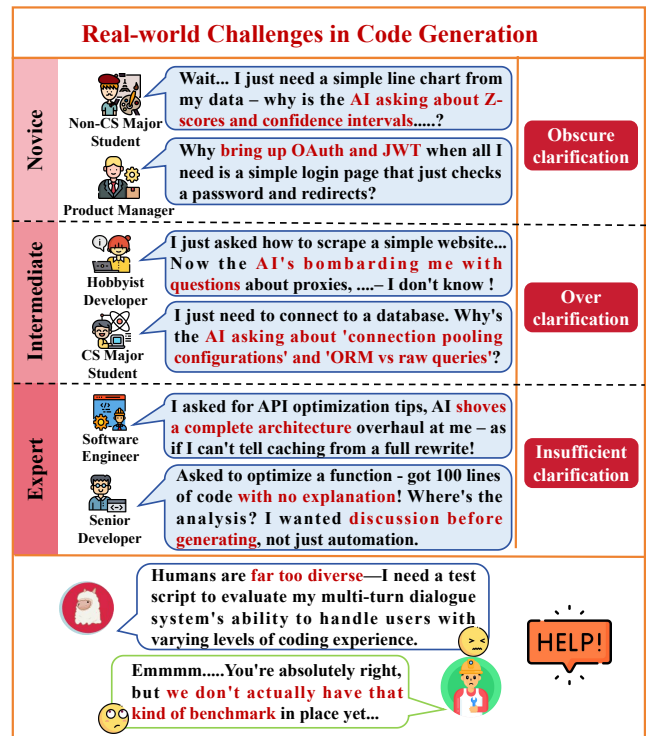 Real-world Challenges in Code Generation
Novice
Non-CS Major
Student
Wait... I just need a simple line chart from
my data – why is the AI asking about Z-
scores and confidence intervals.....?
Product Manager
Why bring up OAuth and JWT when all I
need is a simple login page that just checks
a password and redirects?
Obscure
clarification
Intermediate
Hobbyist
Developer
I just asked how to scrape a simple website...
Now the AI's bombarding me with
questions about proxies, ....– I don't know !
CS Major
Student
I just need to connect to a database. Why's
the AI asking about 'connection pooling
configurations' and 'ORM vs raw queries'?
Over
clarification
Expert
Software
Engineer
I asked for API optimization tips, AI shoves
a complete architecture overhaul at me – as
if I can't tell caching from a full rewrite!
Senior
Developer
Asked to optimize a function - got 100 lines
of code with no explanation! Where's the
analysis? I wanted discussion before
generating, not just automation.
Insufficient
clarification
Humans are far too diverse—I need a test
script to evaluate my multi-turn dialogue
system's ability to handle users with
varying levels of coding experience.
HELP!
Emmmm.....You're absolutely right,
but we don't actually have that
kind of benchmark in place yet...